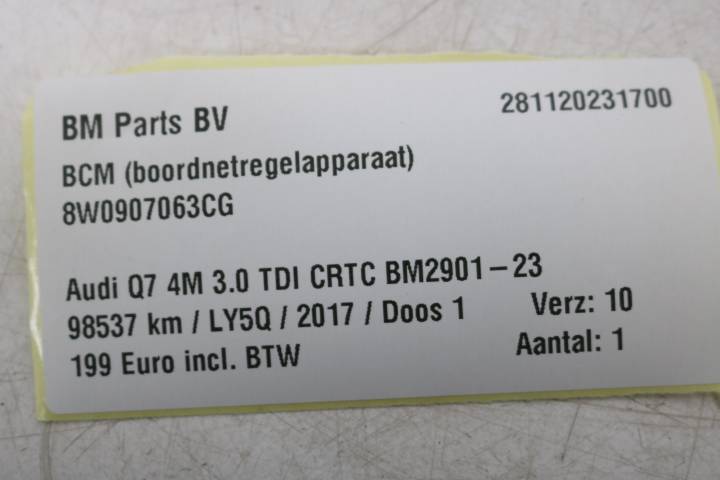 BM Parts BV 281120231700
BCM (boordnetregelapparaat)
8W0907063CG
Audi Q7 4M 3.0 TDI CRTC BM2901-23
98537 km / LY5Q / 2017 / Doos 1 Verz: 10
199 Euro incl. BTW Aantal: 1